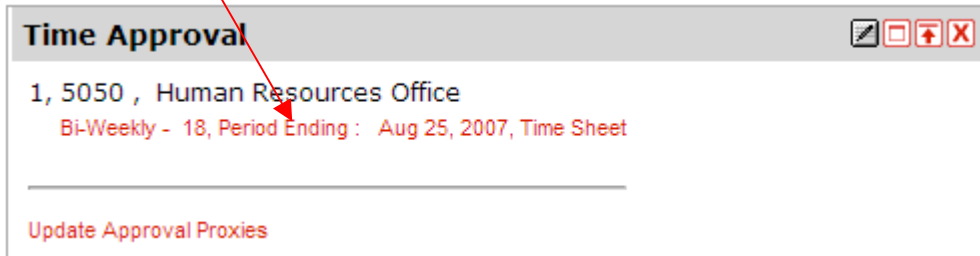 Time Approval
1, 5050 , Human Resources Office
Bi-Weekly - 18, Period Ending : Aug 25, 2007, Time Sheet
Update Approval Proxies